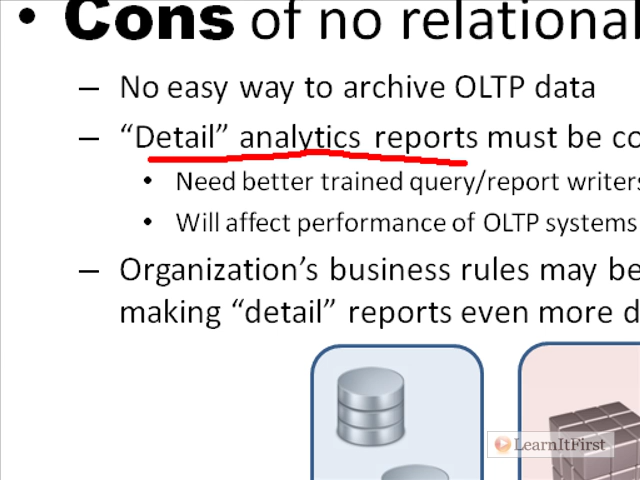 • Cons of no relational
– No easy way to archive OLTP data
– “Detail” analytics reports must be co
• Need better trained query/report writers
• Will affect performance of OLTP systems
– Organization’s business rules may be
making “detail” reports even more d
LearnItFirst